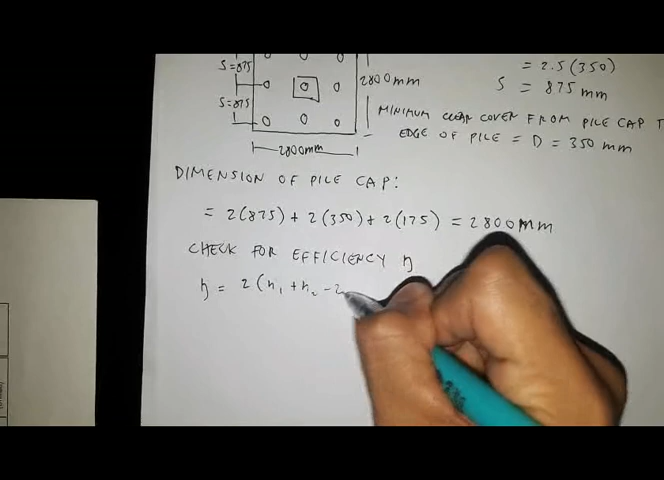 = 2.5(350)
S=875
2800mm
S = 875 mm
S=875
MINIMUM CLEAR COVER FROM PILE CAP T
EDGE OF PILE = D = 350 mm
2800mm
DIMENSION OF PILE CAP:
= 2(875) + 2(350) + 2(175) = 2800mm
CHECK FOR EFFICIENCY η
η = 2(n₁ + n₂ - 2